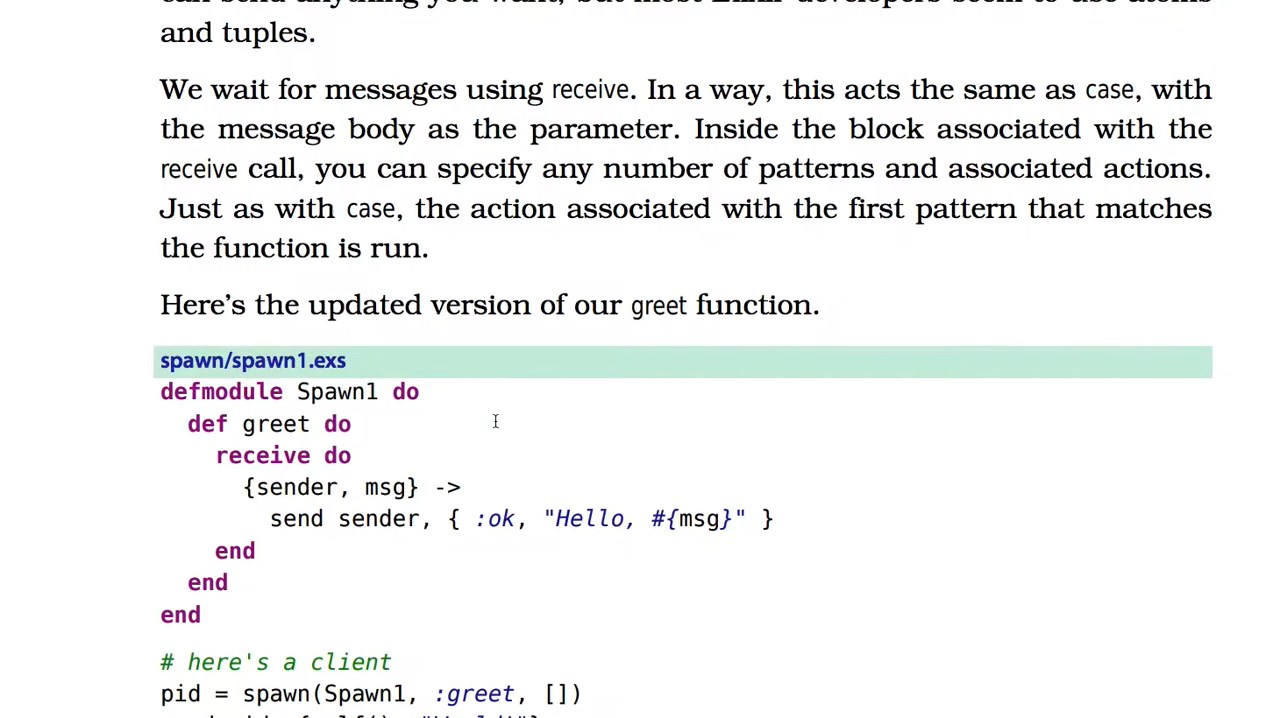 and tuples.
We wait for messages using receive. In a way, this acts the same as case, with
the message body as the parameter. Inside the block associated with the
receive call, you can specify any number of patterns and associated actions.
Just as with case, the action associated with the first pattern that matches
the function is run.
Here's the updated version of our greet function.
spawn/spawn1.exs
defmodule Spawn1 do
  def greet do
    receive do
      {sender, msg} ->
        send sender, { :ok, "Hello, #{msg}" }
    end
  end
end
# here's a client
pid = spawn(Spawn1, :greet, [])